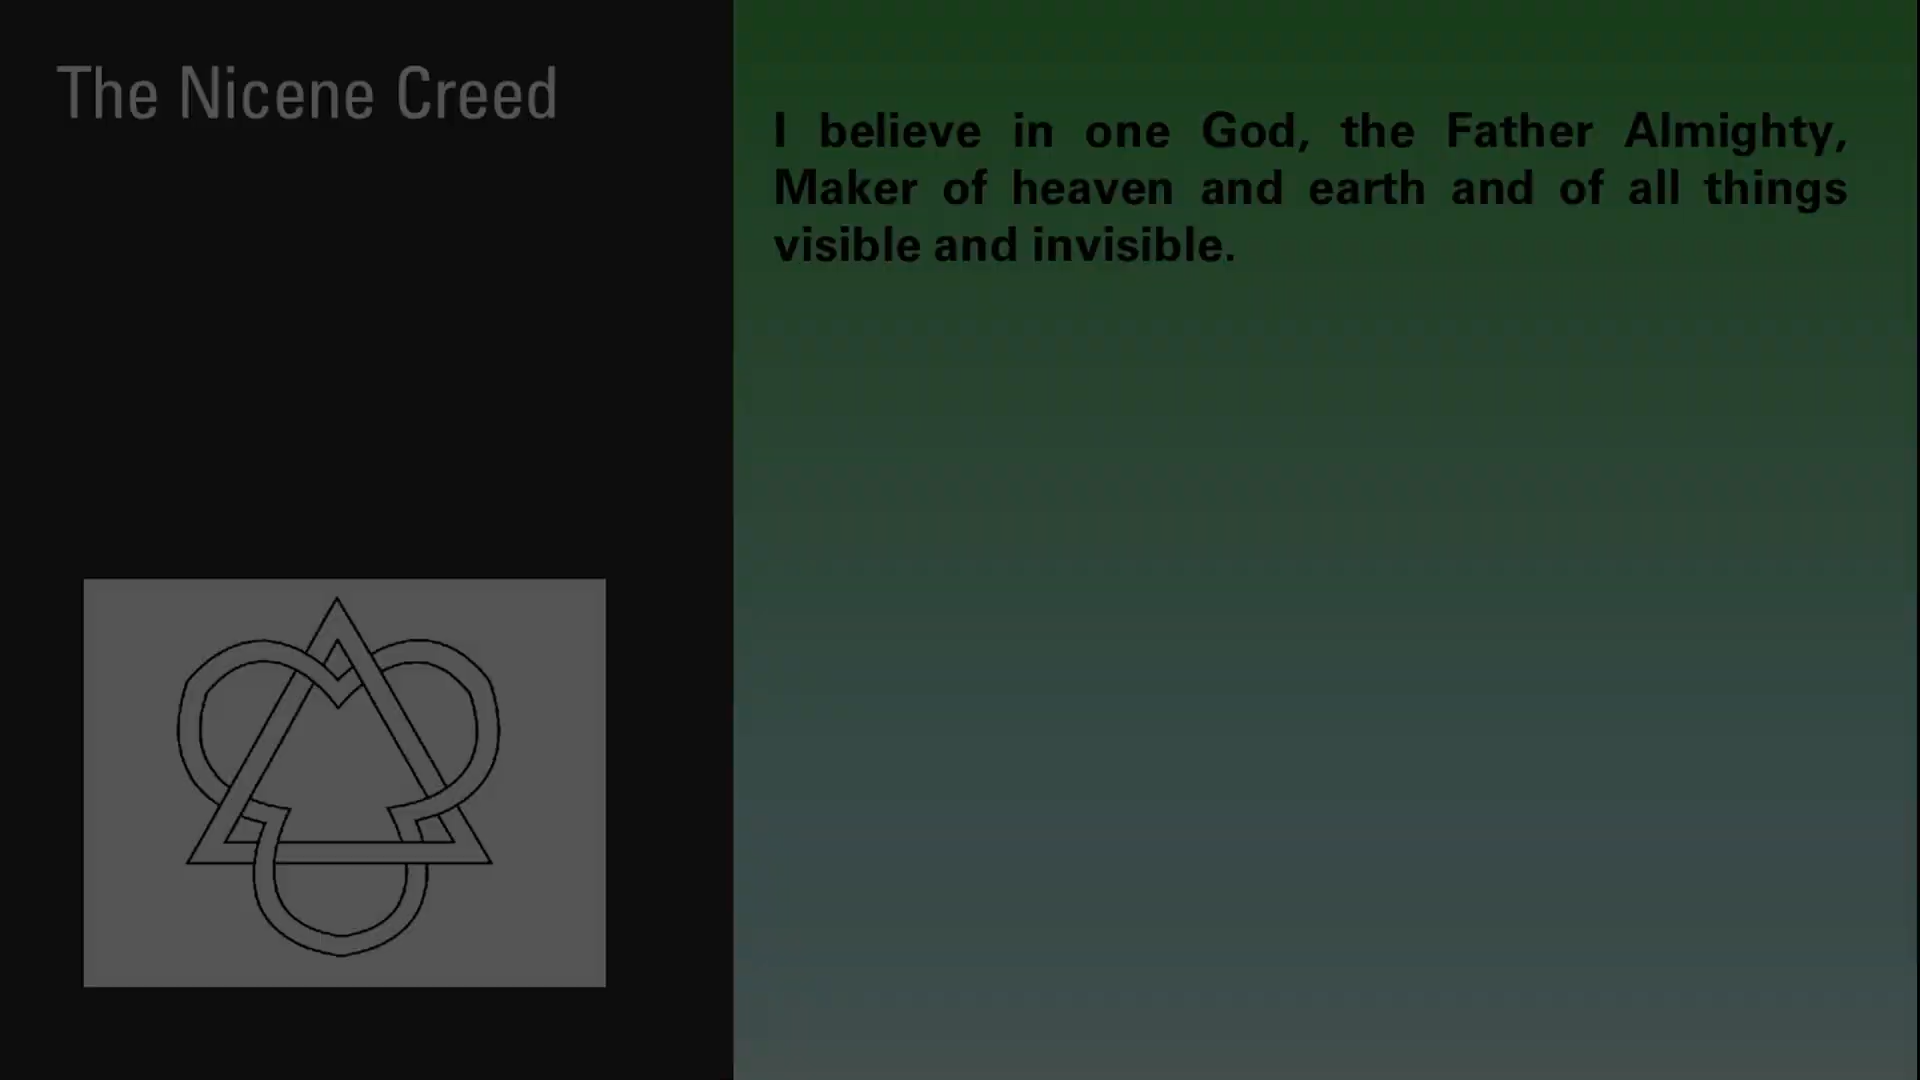 The Nicene Creed
I believe in one God, the Father Almighty,
Maker of heaven and earth and of all things
visible and invisible.